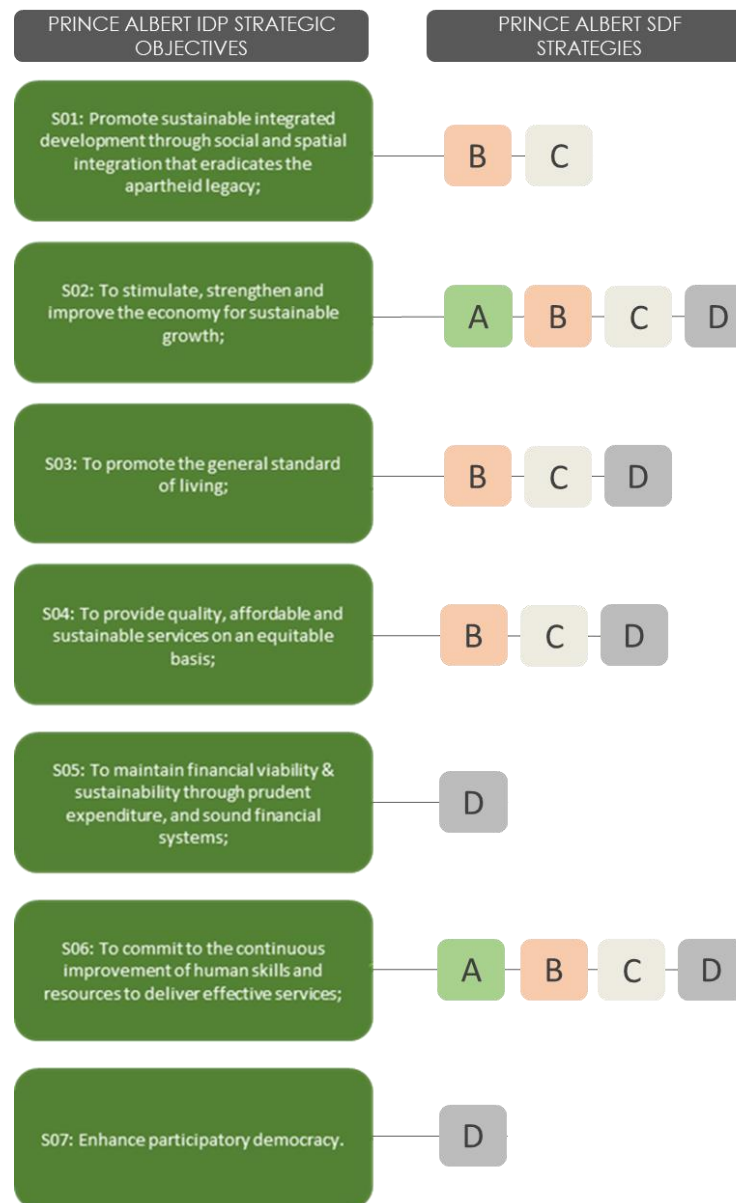 PRINCE ALBERT IDP STRATEGIC
OBJECTIVES
PRINCE ALBERT SDF
STRATEGIES
S01: Promote sustainable integrated
development through social and spatial
integration that eradicates the
apartheid legacy;
B C
S02: To stimulate, strengthen and
improve the economy for sustainable
growth;
A B C D
S03: To promote the general standard
of living;
B C D
S04: To provide quality, affordable and
sustainable services on an equitable
basis;
B C D
S05: To maintain financial viability &
sustainability through prudent
expenditure, and sound financial
systems;
D
S06: To commit to the continuous
improvement of human skills and
resources to deliver effective services;
A B C D
S07: Enhance participatory democracy.
D